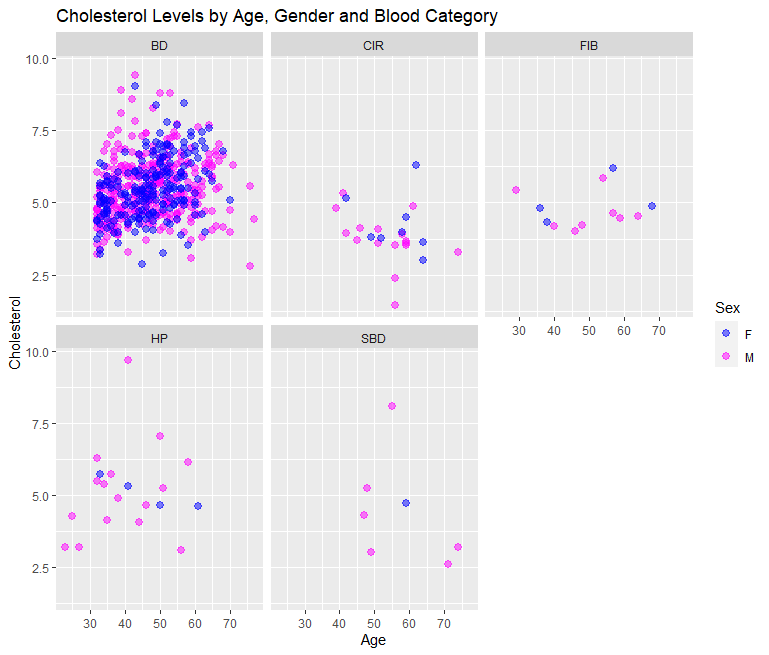 Cholesterol Levels by Age, Gender and Blood Category
BD CIR FIB
10.0
7.5
5.0
2.5
30 40 50 60 70
HP SBD
10.0
7.5
5.0
2.5
30 40 50 60 70 30 40 50 60 70
Age
Cholesterol
Sex
F
M